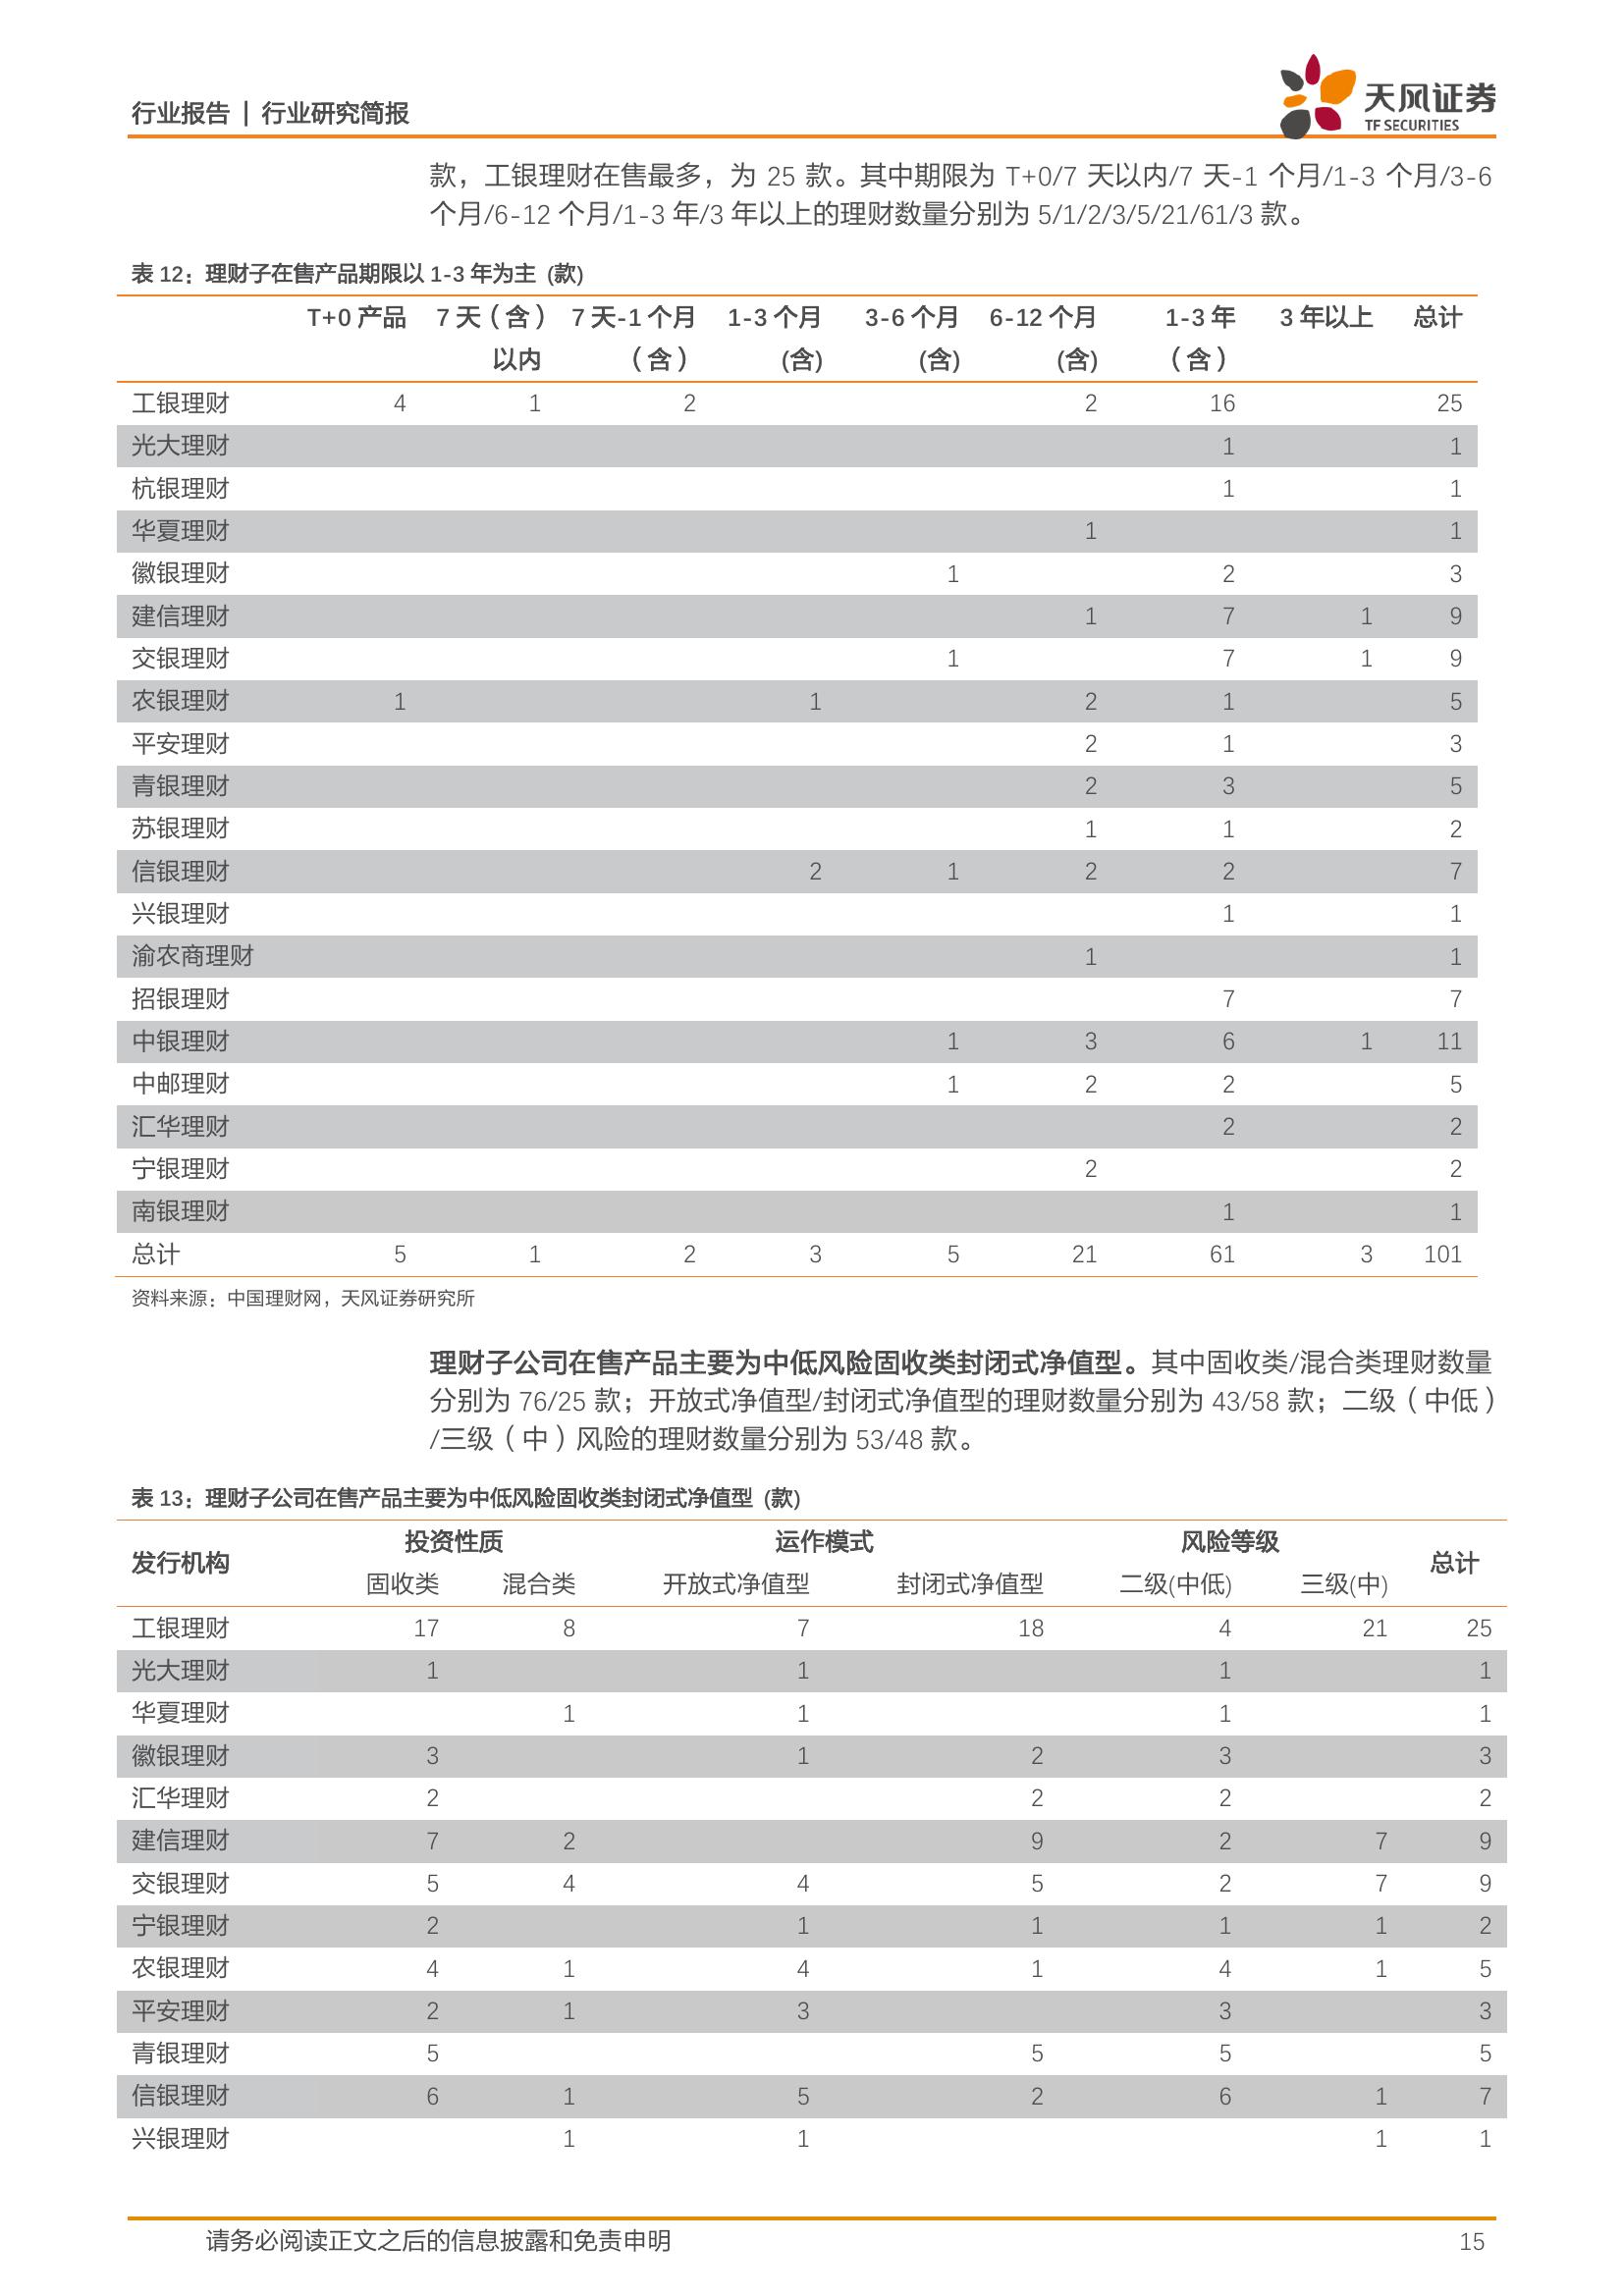 行业报告 | 行业研究简报
天风证券
TF SECURITIES
款，工银理财在售最多，为 25 款。其中期限为 T+0/7 天以内/7 天-1 个月/1-3 个月/3-6
个月/6-12 个月/1-3 年/3 年以上的理财数量分别为 5/1/2/3/5/21/61/3 款。
表 12：理财子在售产品期限以 1-3 年为主 (款)
T+0 产品 7 天（含） 7 天-1 个月 1-3 个月 3-6 个月 6-12 个月 1-3 年 3 年以上 总计
以内 （含） (含) (含) (含) （含）
工银理财 4 1 2 2 16 25
光大理财 1 1
杭银理财 1 1
华夏理财 1 1
徽银理财 1 2 3
建信理财 1 7 1 9
交银理财 1 7 1 9
农银理财 1 1 2 1 5
平安理财 2 1 3
青银理财 2 3 5
苏银理财 1 1 2
信银理财 2 1 2 2 7
兴银理财 1 1
渝农商理财 1 1
招银理财 7 7
中银理财 1 3 6 1 11
中邮理财 1 2 2 5
汇华理财 2 2
宁银理财 2 2
南银理财 1 1
总计 5 1 2 3 5 21 61 3 101
资料来源：中国理财网，天风证券研究所
理财子公司在售产品主要为中低风险固收类封闭式净值型。其中固收类/混合类理财数量
分别为 76/25 款；开放式净值型/封闭式净值型的理财数量分别为 43/58 款；二级（中低）
/三级（中）风险的理财数量分别为 53/48 款。
表 13：理财子公司在售产品主要为中低风险固收类封闭式净值型 (款)
发行机构 投资性质 运作模式 风险等级 总计
固收类 混合类 开放式净值型 封闭式净值型 二级(中低) 三级(中)
工银理财 17 8 7 18 4 21 25
光大理财 1 1 1 1
华夏理财 1 1 1 1
徽银理财 3 1 2 3 3
汇华理财 2 2 2 2
建信理财 7 2 9 2 7 9
交银理财 5 4 4 5 2 7 9
宁银理财 2 1 1 1 1 2
农银理财 4 1 4 1 4 1 5
平安理财 2 1 3 3 3
青银理财 5 5 5 5
信银理财 6 1 5 2 6 1 7
兴银理财 1 1 1 1
请务必阅读正文之后的信息披露和免责申明 15